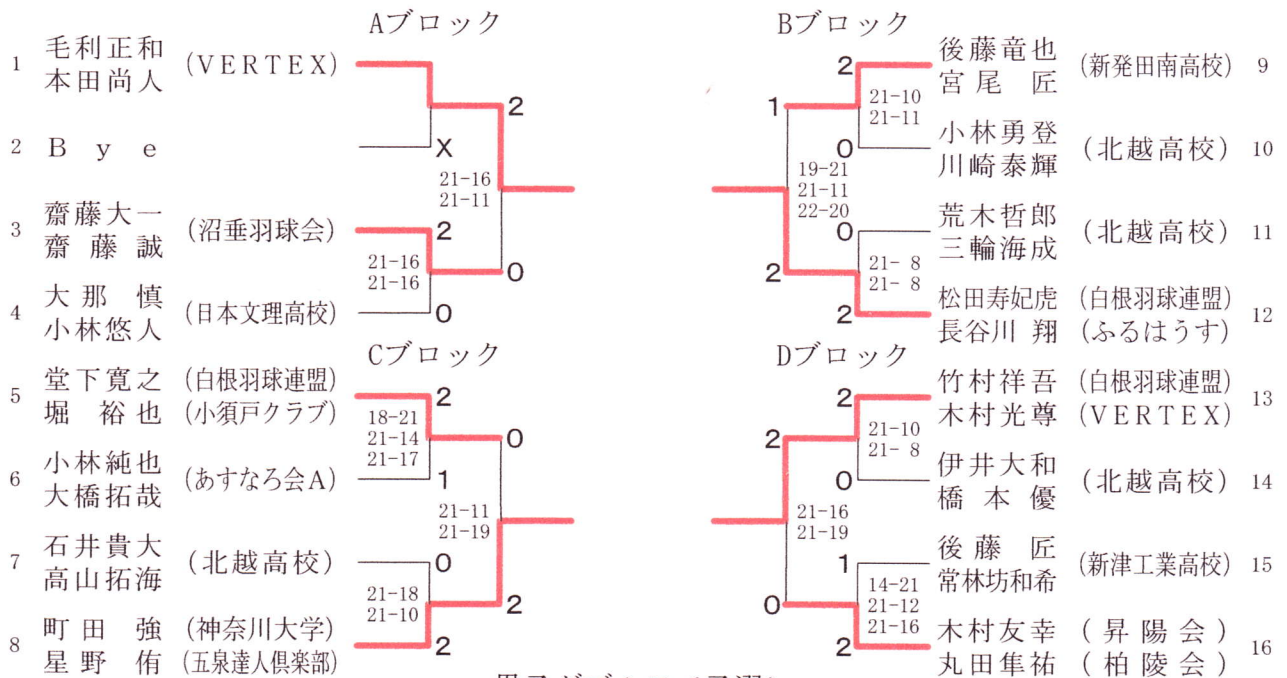 Aブロック
1 毛利正和 本田尚人 (VERTEX)
2 Bye
X
2
21-16
21-11
3 齋藤大一 齋藤誠 (沼垂羽球会)
2
21-16
21-16
0
4 大那慎 小林悠人 (日本文理高校)
0
Cブロック
5 堂下寛之 (白根羽球連盟)
堀裕也 (小須戸クラブ)
2
18-21
21-14
21-17
0
6 小林純也 大橋拓哉 (あすなろ会A)
1
21-11
21-19
7 石井貴大 高山拓海 (北越高校)
0
21-18
21-10
2
8 町田強 (神奈川大学)
星野侑 (五泉達人倶楽部)
2
Bブロック
2
後藤竜也 宮尾匠 (新発田南高校) 9
1
21-10
21-11
0
小林勇登 川崎泰輝 (北越高校) 10
19-21
21-11
22-20
0
荒木哲郎 三輪海成 (北越高校) 11
2
21- 8
21- 8
2
松田寿妃虎 (白根羽球連盟)
長谷川翔 (ふるはうす) 12
Dブロック
2
竹村祥吾 (白根羽球連盟)
木村光尊 (VERTEX) 13
2
21-10
21- 8
0
伊井大和 橋本優 (北越高校) 14
21-16
21-19
1
後藤匠 常林坊和希 (新津工業高校) 15
0
14-21
21-12
21-16
2
木村友幸 (昇陽会)
丸田隼祐 (柏陵会) 16